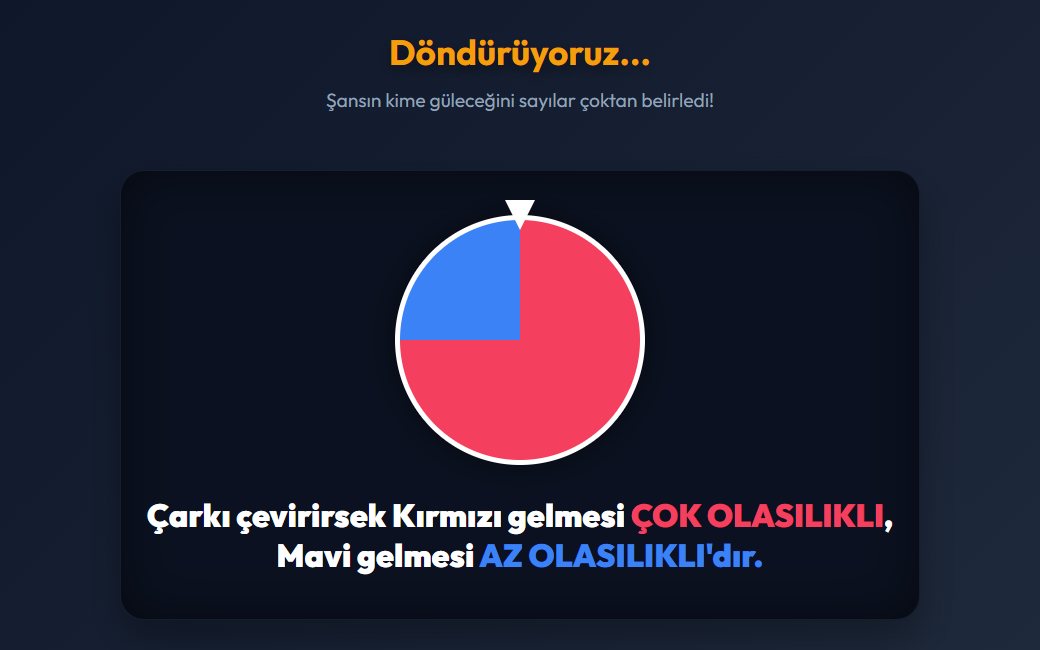 Döndürüyoruz...
Şansın kime güleceğini sayılar çoktan belirledi!
Çarkı çevirirsek Kırmızı gelmesi ÇOK OLASILIKLI,
Mavi gelmesi AZ OLASILIKLI'dır.